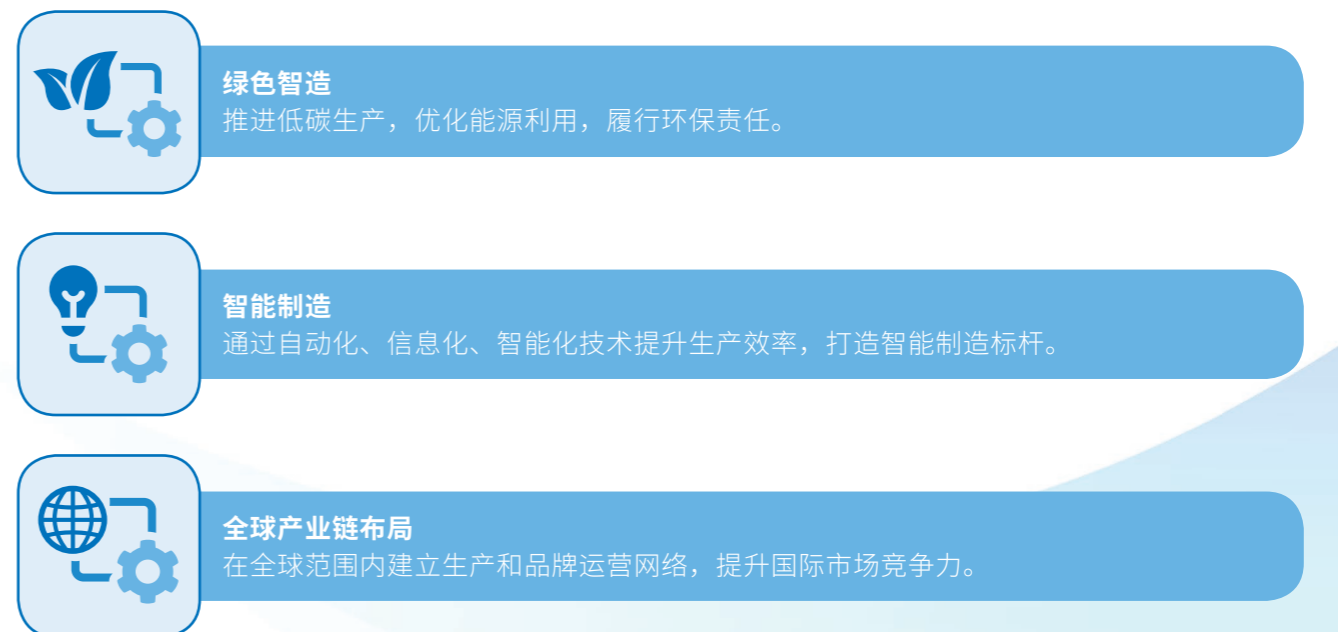 绿色智造
推进低碳生产，优化能源利用，履行环保责任。
智能制造
通过自动化、信息化、智能化技术提升生产效率，打造智能制造标杆。
全球产业链布局
在全球范围内建立生产和品牌运营网络，提升国际市场竞争力。